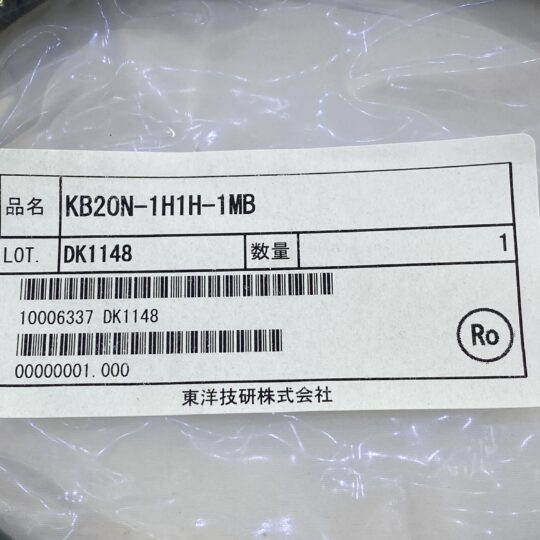 品名 KB20N-1H1H-1MB
LOT. DK1148 数量 1
10006337 DK1148
Ro
00000001.000
東洋技研株式会社